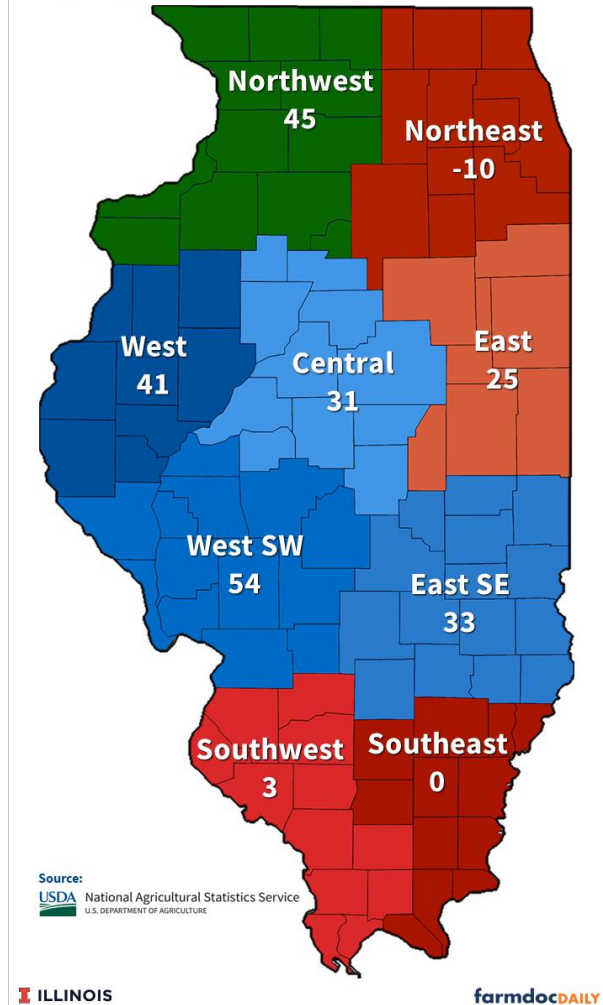 Northwest
45
Northeast
-10
West
41
Central
31
East
25
West SW
54
East SE
33
Southwest
3
Southeast
0
Source:
USDA National Agricultural Statistics Service
U.S. DEPARTMENT OF AGRICULTURE
I ILLINOIS
farmdocDAILY